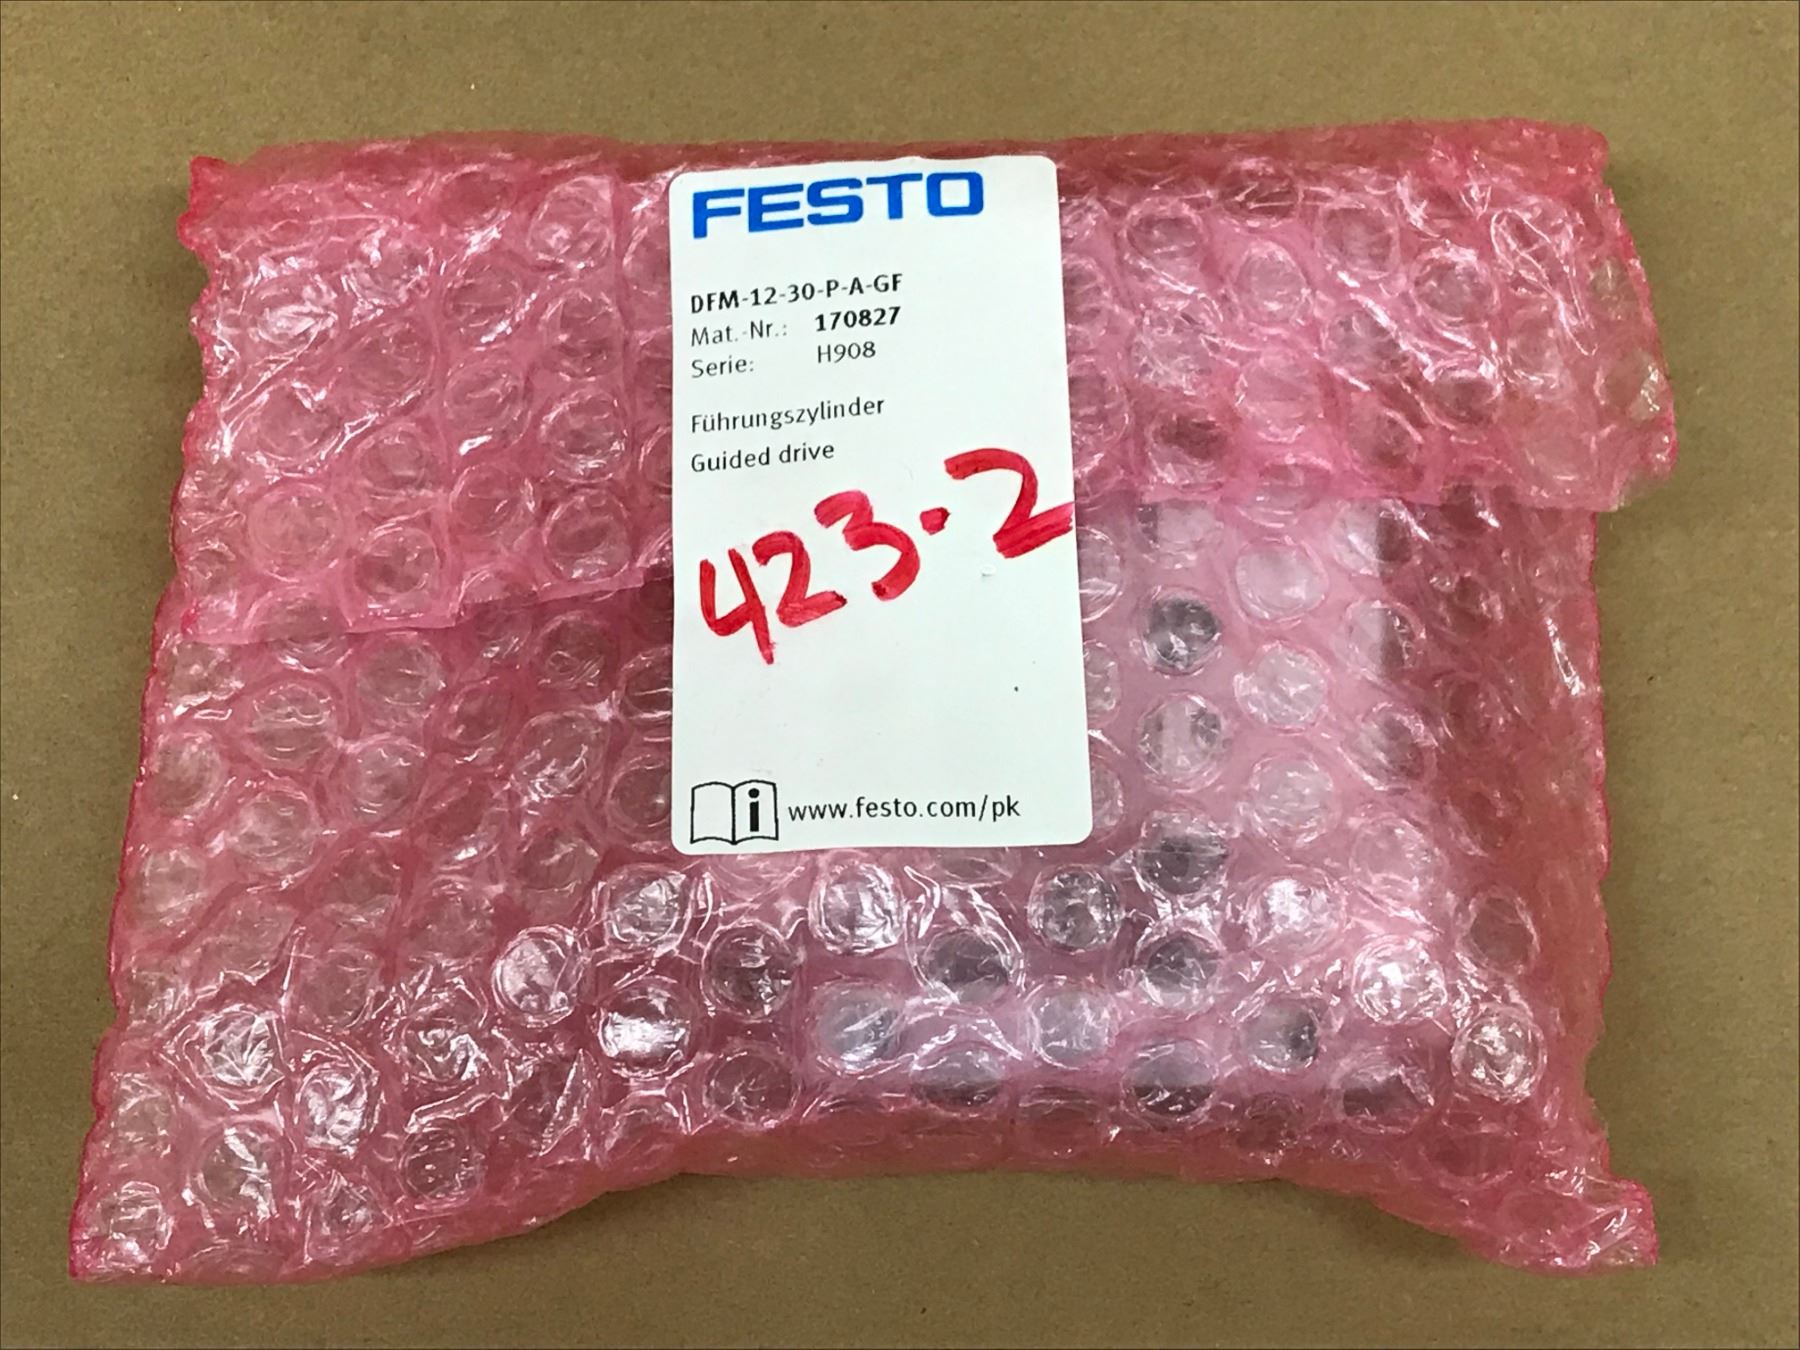 FESTO
DFM-12-30-P-A-GF
Mat.-Nr.: 170827
Serie: H908
Führungszylinder
Guided drive
423-2
i www.festo.com/pk